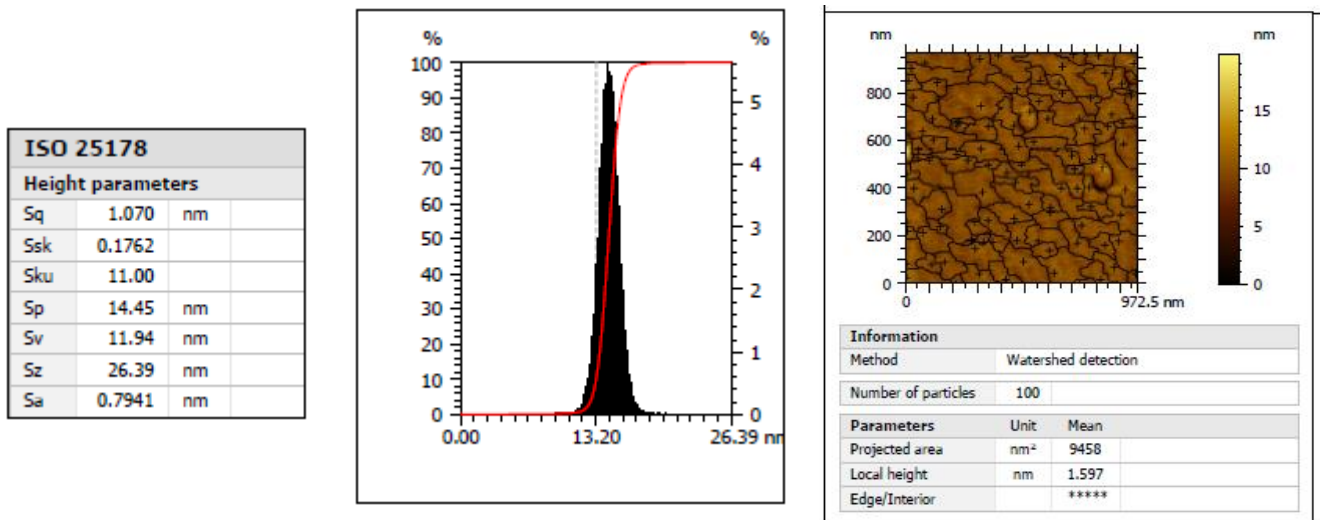 ISO 25178
Height parameters
Sq 1.070 nm
Ssk 0.1762
Sku 11.00
Sp 14.45 nm
Sv 11.94 nm
Sz 26.39 nm
Sa 0.7941 nm
% %
100
90
80
70
60
50
40
30
20
10
0
5
4
3
2
1
0
0.00 13.20 26.39 nm
nm nm
800
600
400
200
0
0 972.5 nm
15
10
5
0
Information
Method Watershed detection
Number of particles 100
Parameters Unit Mean
Projected area nm² 9458
Local height nm 1.597
Edge/Interior *****